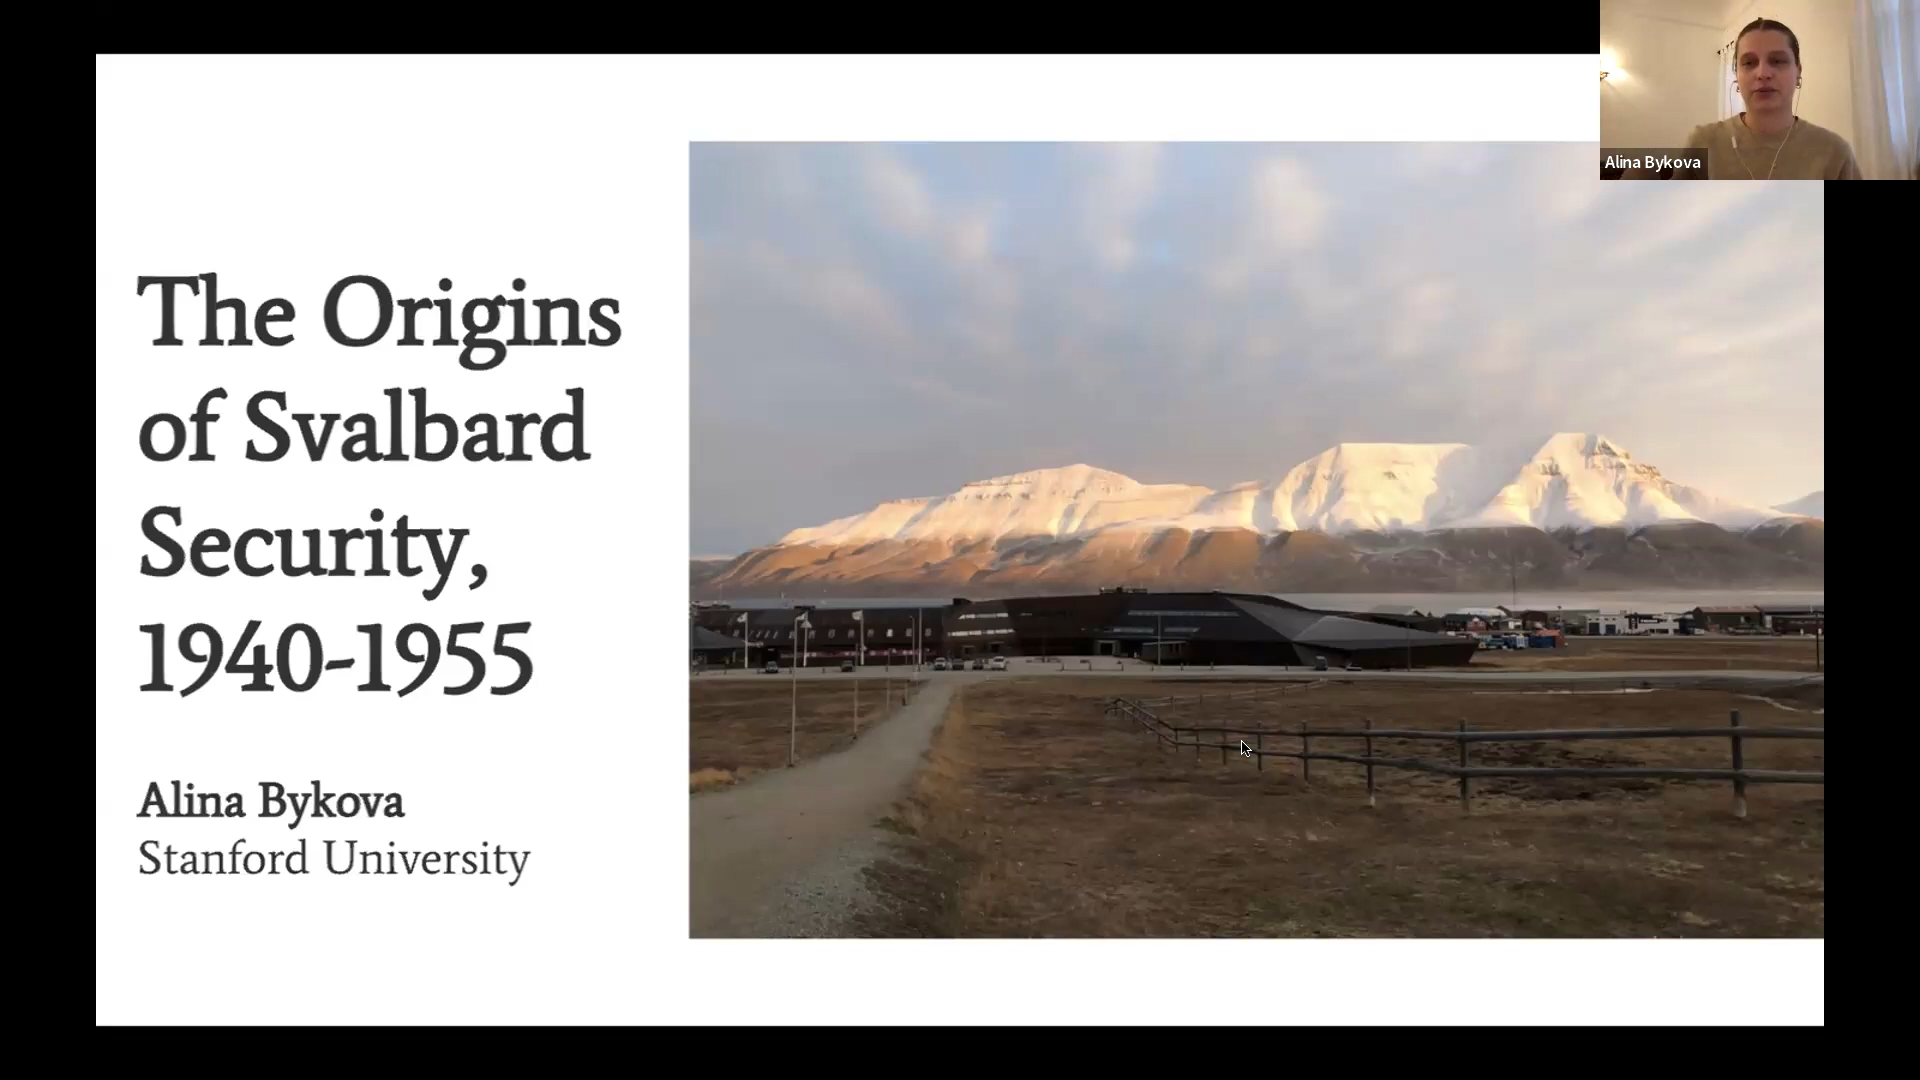 The Origins
of Svalbard
Security,
1940-1955
Alina Bykova
Stanford University
Alina Bykova